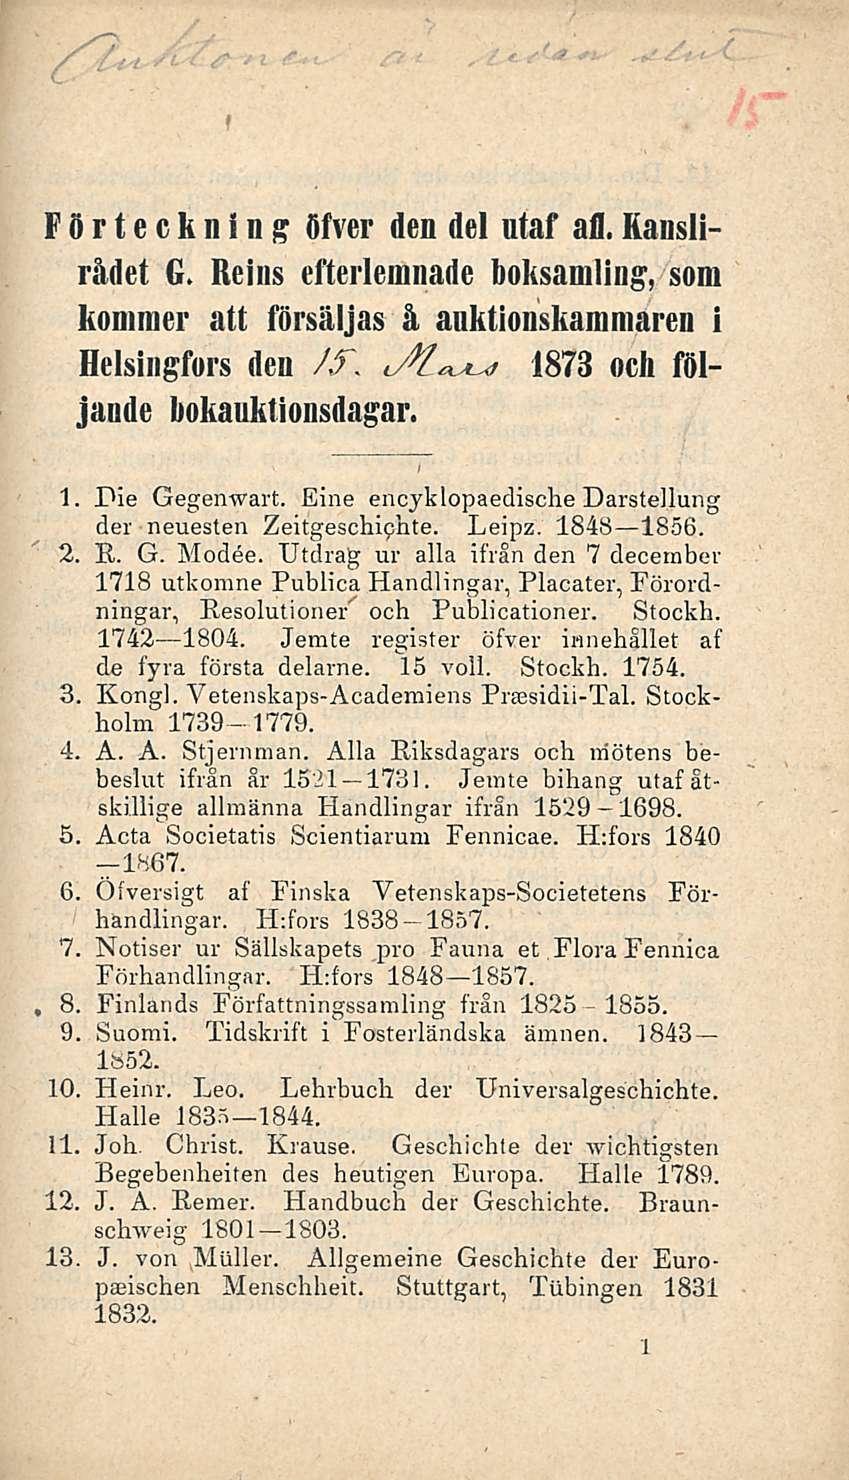 Auktionen är redan slut
15
Förteckning öfver den del utaf afl. Kansli-
rådet G. Reins efterlemnade boksamling, som
kommer att försäljas å auktionskammaren i
Helsingfors den 15. Mars 1873 och föl-
jande bokauktionsdagar.
1. Die Gegenwart. Eine encyklopaedische Darstellung
der neuesten Zeitgeschichte. Leipz. 1848—1856.
2. R. G. Modée. Utdrag ur alla ifrån den 7 december
1718 utkomne Publica Handlingar, Placater, Förord-
ningar, Resolutioner och Publicationer. Stockh.
1742—1804. Jemte register öfver innehållet af
de fyra första delarne. 15 voll. Stockh. 1754.
3. Kongl. Vetenskaps-Academiens Præsidii-Tal. Stock-
holm 1739—1779.
4. A. A. Stjernman. Alla Riksdagars och mötens be-
beslut ifrån år 1521—1731. Jemte bihang utaf åt-
skillige allmänna Handlingar ifrån 1529–1698.
5. Acta Societatis Scientiarum Fennicae. H:fors 1840
—1867.
6. Öfversigt af Finska Vetenskaps-Societetens För-
handlingar. H:fors 1838—1857.
7. Notiser ur Sällskapets pro Fauna et Flora Fennica
Förhandlingar. H:fors 1848—1857.
8. Finlands Författningssamling från 1825–1855.
9. Suomi. Tidskrift i Fosterländska ämnen. 1843—
1852.
10. Heinr. Leo. Lehrbuch der Universalgeschichte.
Halle 1835—1844.
11. Joh. Christ. Krause. Geschichte der wichtigsten
Begebenheiten des heutigen Europa. Halle 1789.
12. J. A. Remer. Handbuch der Geschichte. Braun-
schweig 1801—1803.
13. J. von Müller. Allgemeine Geschichte der Euro-
pæischen Menschheit. Stuttgart, Tübingen 1831
1832.
1